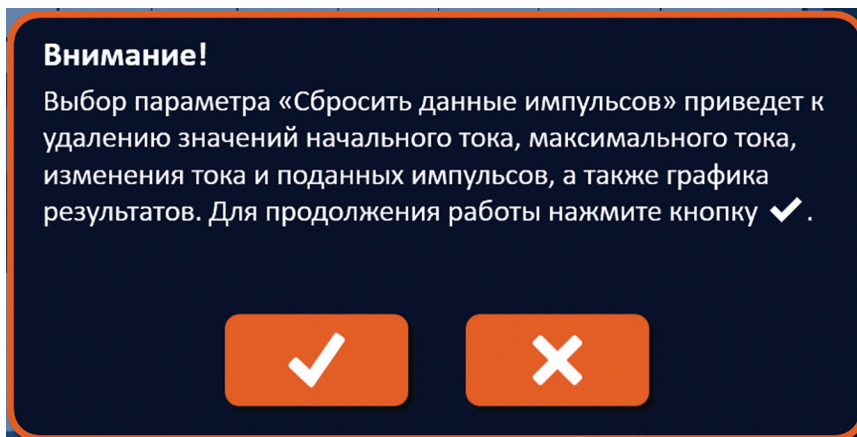 Внимание!
Выбор параметра «Сбросить данные импульсов» приведет к
удалению значений начального тока, максимального тока,
изменения тока и поданных импульсов, а также графика
результатов. Для продолжения работы нажмите кнопку ✔.